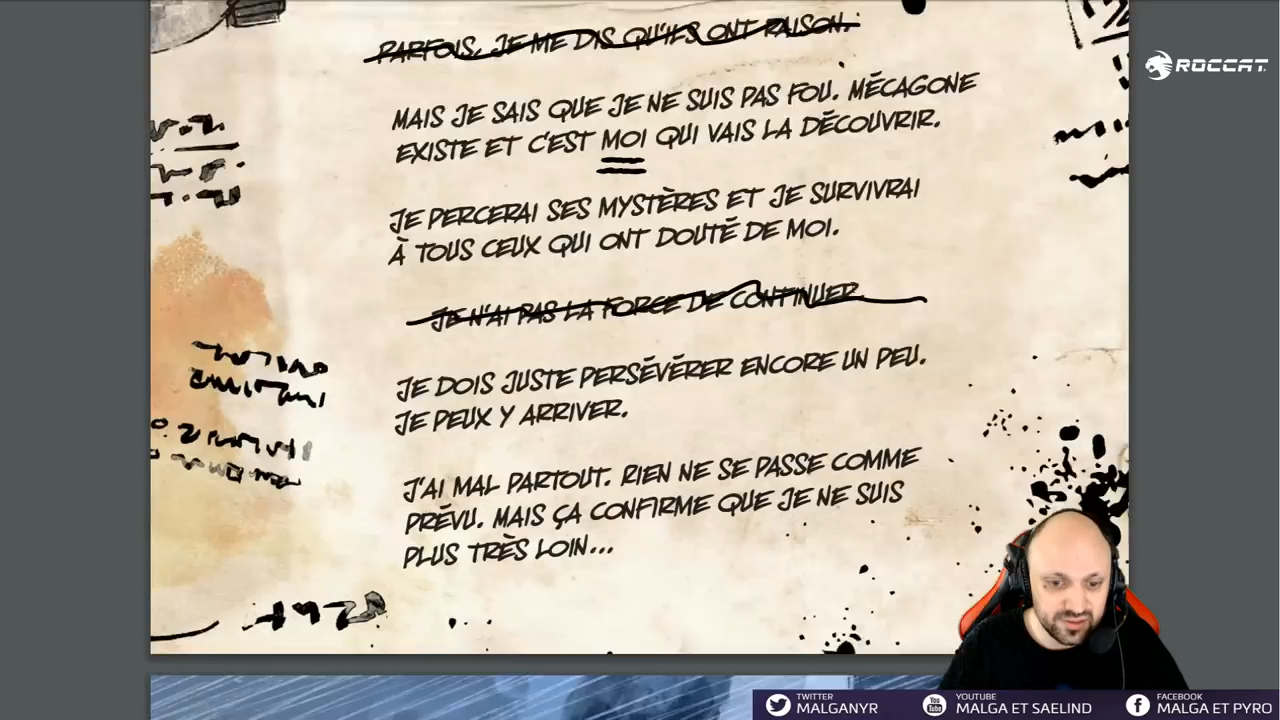 PARFOIS, JE ME DIS QU'ILS ONT RAISON.
MAIS JE SAIS QUE JE NE SUIS PAS FOU. MÉCAGONE
EXISTE ET C'EST MOI QUI VAIS LA DÉCOUVRIR.
JE PERCERAI SES MYSTÈRES ET JE SURVIVRAI
À TOUS CEUX QUI ONT DOUTÉ DE MOI.
JE N'AI PAS LA FORCE DE CONTINUER
JE DOIS JUSTE PERSÉVÉRER ENCORE UN PEU.
JE PEUX Y ARRIVER.
J'AI MAL PARTOUT. RIEN NE SE PASSE COMME
PRÉVU. MAIS ÇA CONFIRME QUE JE NE SUIS
PLUS TRÈS LOIN...
ROCCAT
TWITTER
MALGANYR
YOUTUBE
MALGA ET SAELIND
FACEBOOK
MALGA ET PYRO